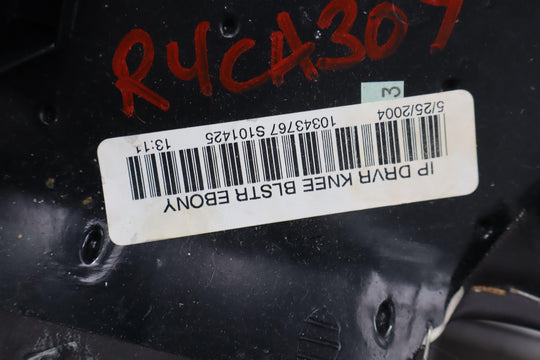 R4CA307
3
5/25/2004 10343767 S101425 13:11
IP DRVR KNEE BLSTR EBONY